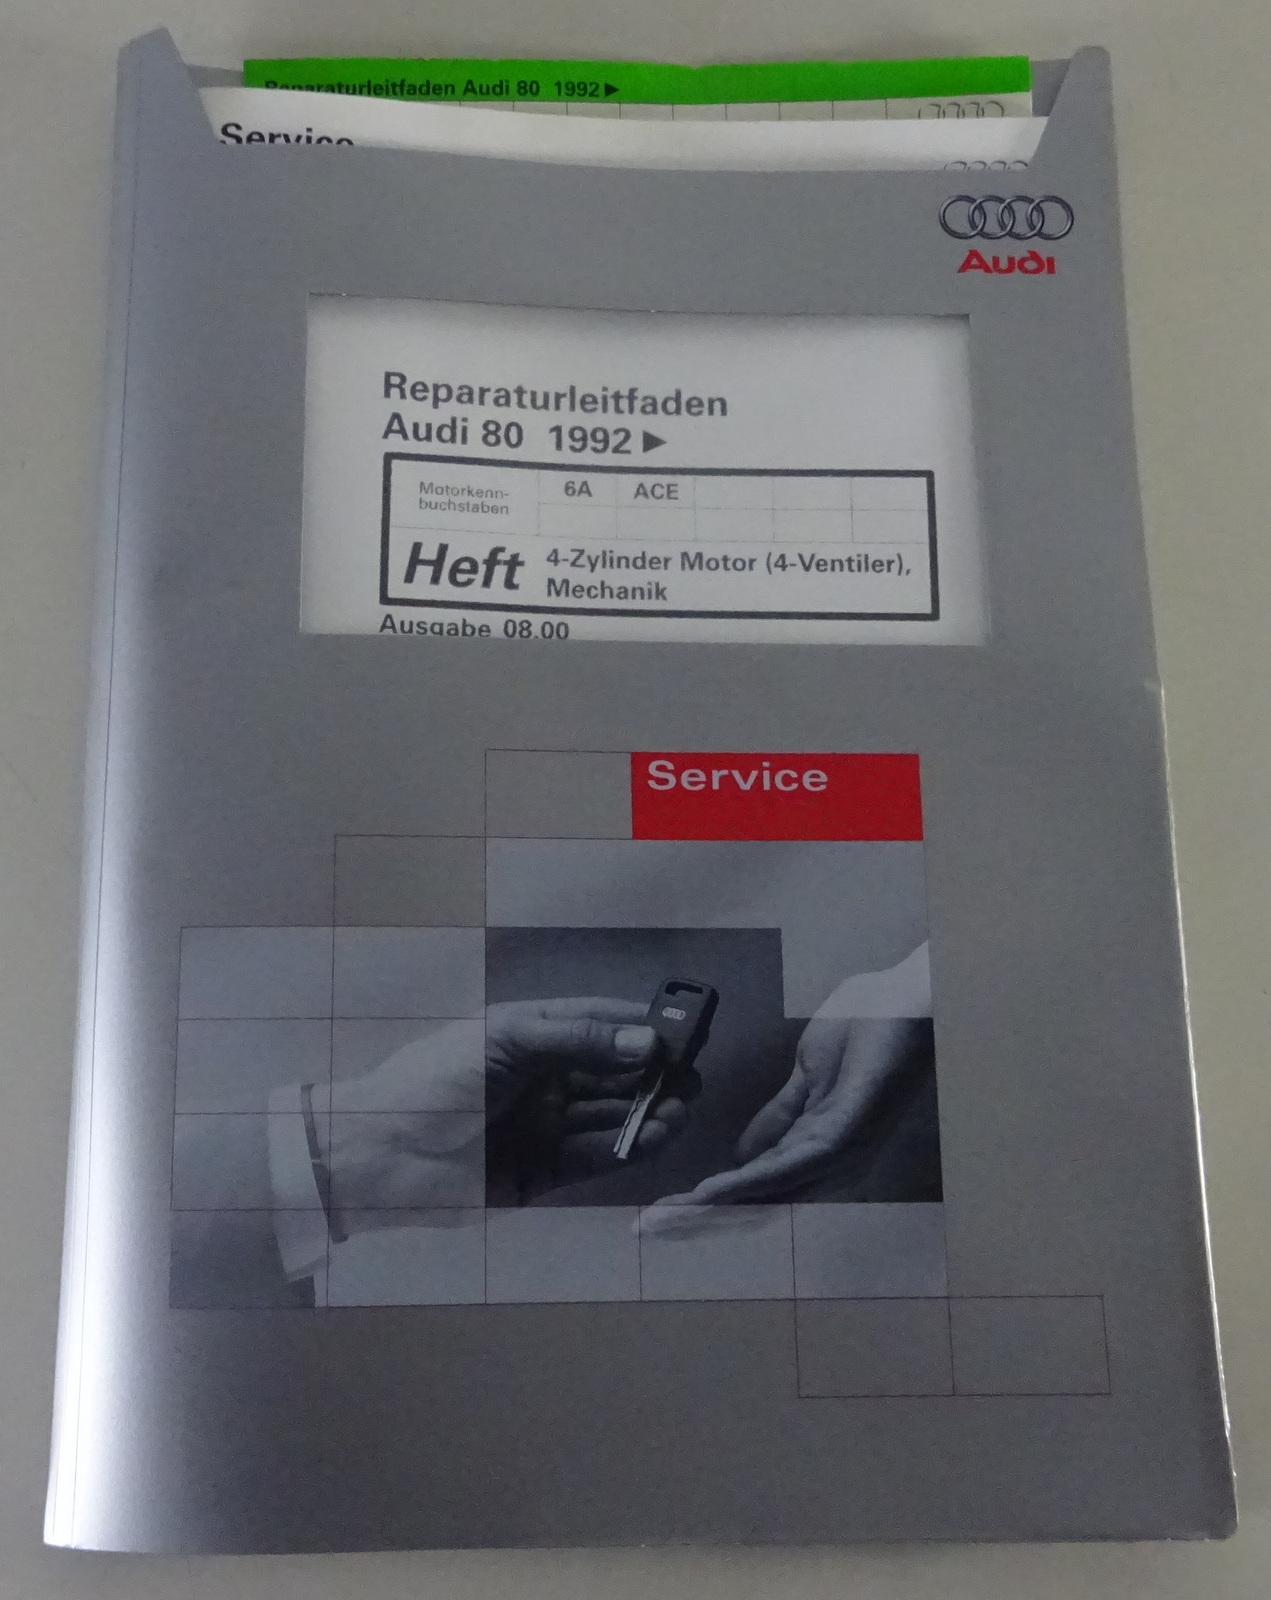 Reparaturleitfaden Audi 80 1992 ►
Service
Audi
Reparaturleitfaden
Audi 80 1992 ►
Motorkenn-
buchstaben
6A ACE
Heft 4-Zylinder Motor (4-Ventiler),
Mechanik
Ausgabe 08.00
Service